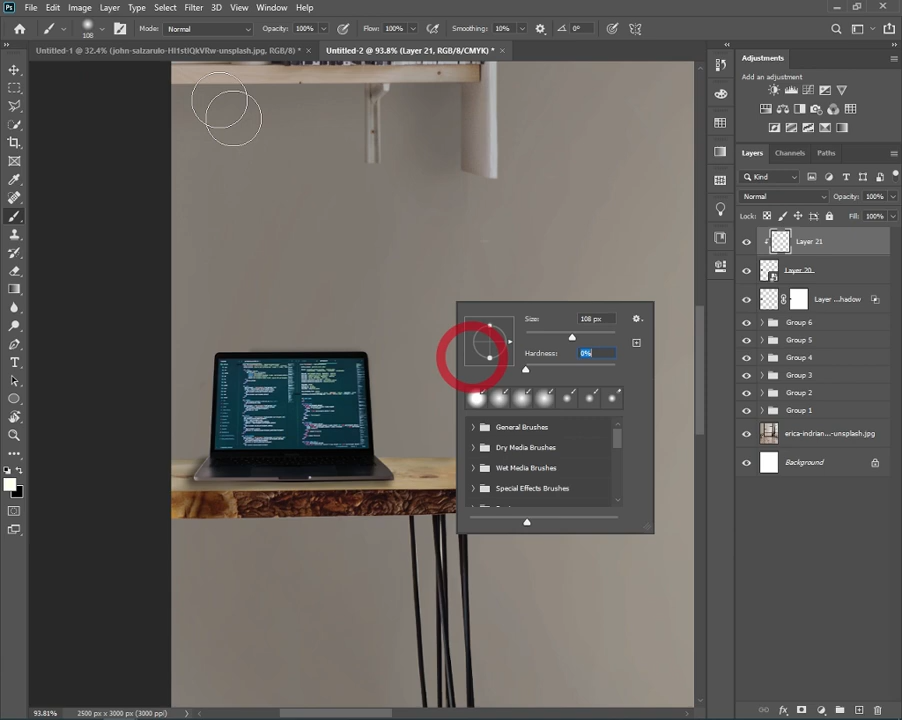 Ps File Edit Image Layer Type Select Filter 3D View Window Help
108 Mode: Normal Opacity: 100% Flow: 100% Smoothing: 10% 0°
Untitled-1 @ 32.4% (john-salzarulo-HI1stIQkVRw-unsplash.jpg, RGB/8) * ×
Untitled-2 @ 93.8% (Layer 21, RGB/8/CMYK) * ×
Adjustments
Add an adjustment
Layers Channels Paths
Kind
Normal Opacity: 100%
Lock: Fill: 100%
Layer 21
Layer 20
Layer ...hadow
Group 6
Group 5
Group 4
Group 3
Group 2
Group 1
erica-indrian...-unsplash.jpg
Background
Size: 108 px
Hardness: 0%
General Brushes
Dry Media Brushes
Wet Media Brushes
Special Effects Brushes
93.81% 2500 px x 3000 px (3000 ppi)
fx